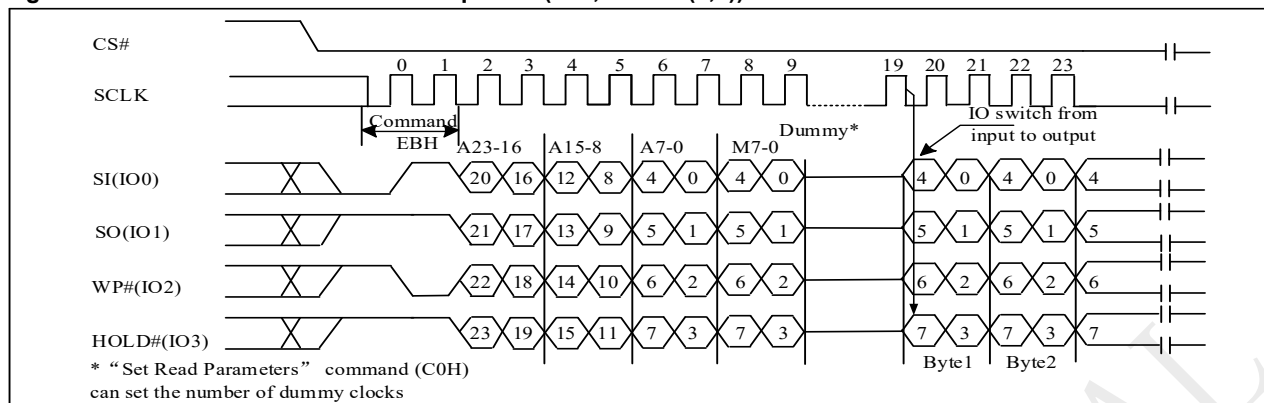 CS#
0 1 2 3 4 5 6 7 8 9 19 20 21 22 23
SCLK
Command
EBH
Dummy*
IO switch from
input to output
A23-16 A15-8 A7-0 M7-0
SI(IO0) 20 16 12 8 4 0 4 0 4 0 4 0 4
SO(IO1) 21 17 13 9 5 1 5 1 5 1 5 1 5
WP#(IO2) 22 18 14 10 6 2 6 2 6 2 6 2 6
HOLD#(IO3) 23 19 15 11 7 3 7 3 7 3 7 3 7
Byte1 Byte2
* “Set Read Parameters” command (C0H)
can set the number of dummy clocks